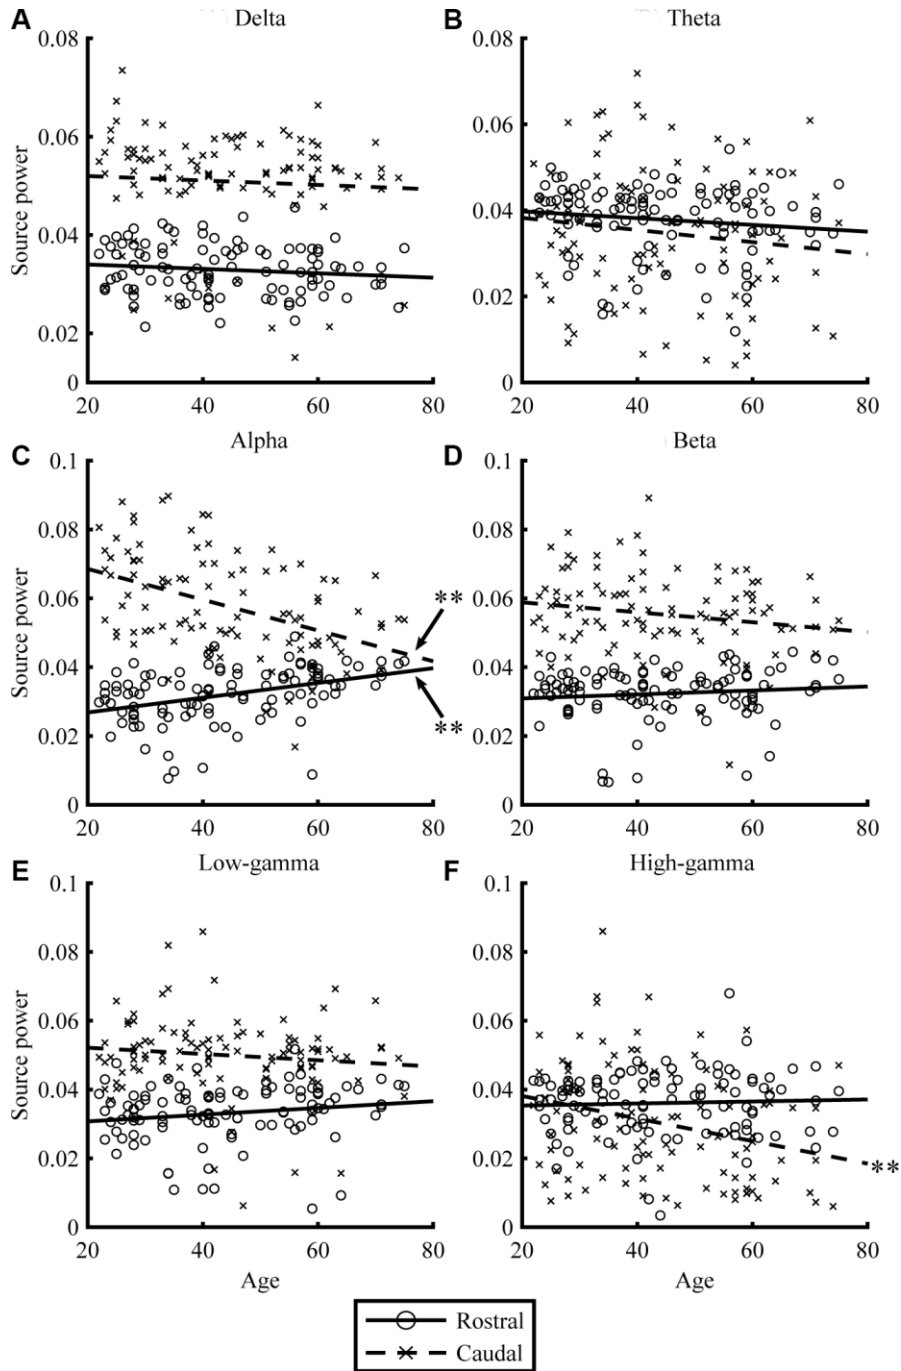 A Delta
0.08
0.06
0.04
0.02
0
20 40 60 80
Source power
B Theta
0.08
0.06
0.04
0.02
0
20 40 60 80
C Alpha
0.1
0.08
0.06
0.04
0.02
0
20 40 60 80
Source power
**
**
D Beta
0.1
0.08
0.06
0.04
0.02
0
20 40 60 80
E Low-gamma
0.1
0.08
0.06
0.04
0.02
0
20 40 60 80
Source power
Age
F High-gamma
0.1
0.08
0.06
0.04
0.02
0
20 40 60 80
**
Age
Rostral
Caudal